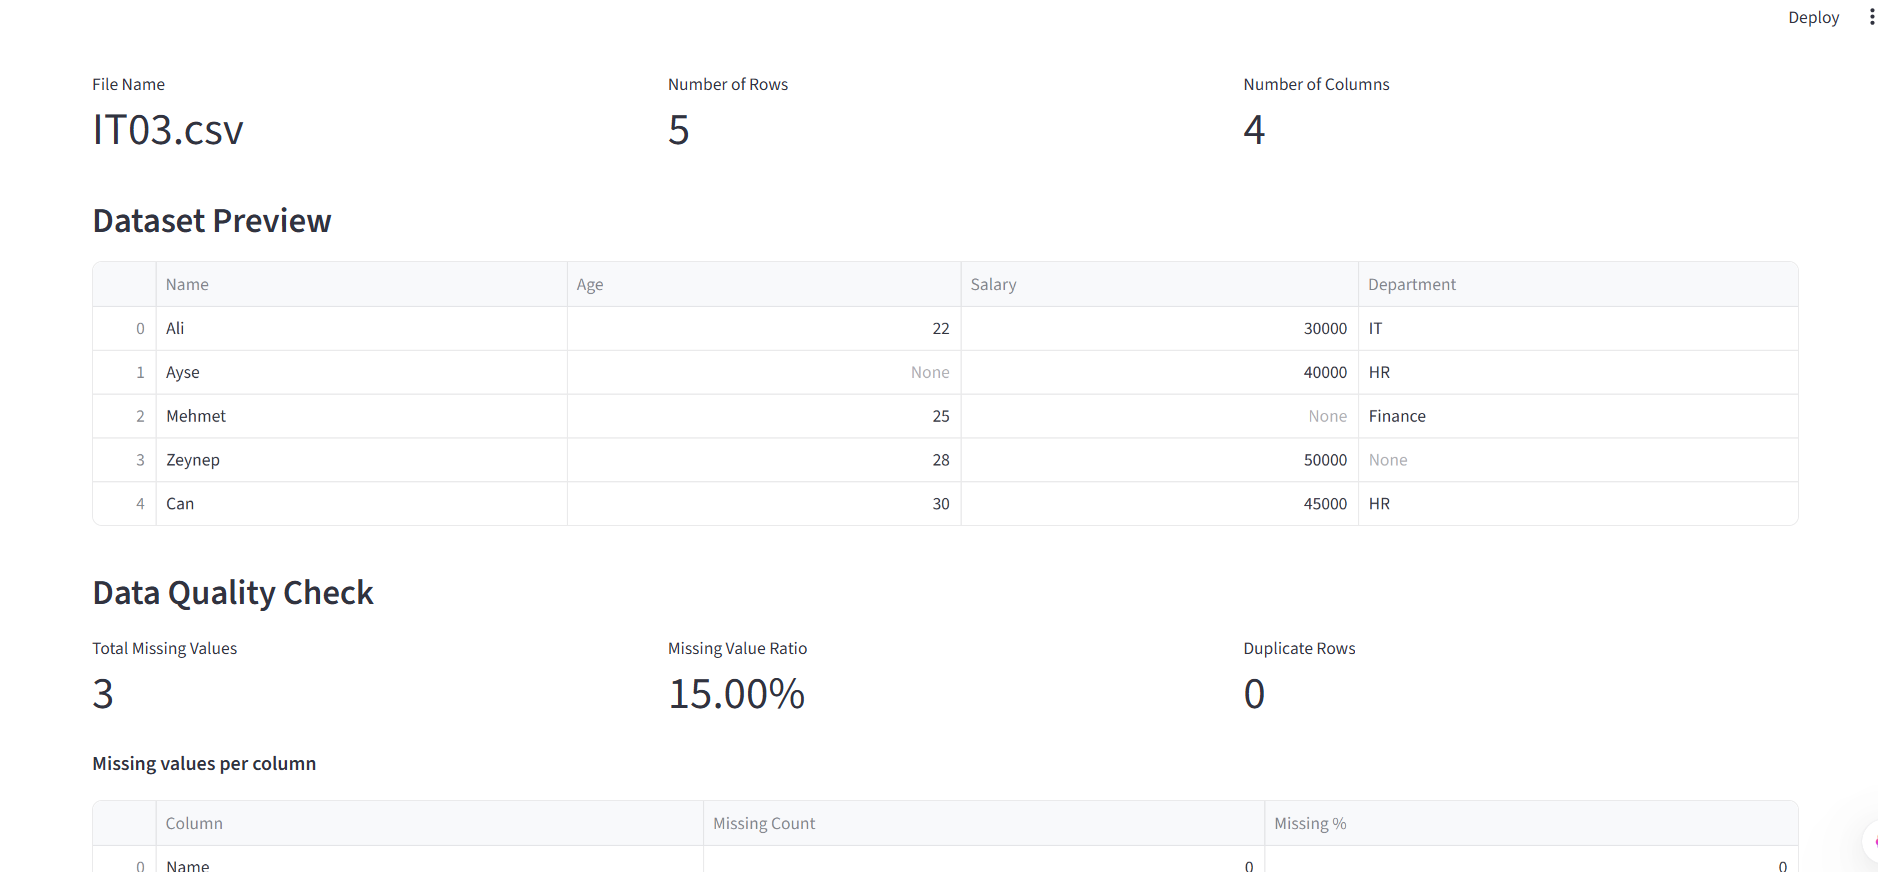 Deploy
File Name Number of Rows Number of Columns
IT03.csv 5 4
Dataset Preview
Name Age Salary Department
0 Ali 22 30000 IT
1 Ayse None 40000 HR
2 Mehmet 25 None Finance
3 Zeynep 28 50000 None
4 Can 30 45000 HR
Data Quality Check
Total Missing Values Missing Value Ratio Duplicate Rows
3 15.00% 0
Missing values per column
Column Missing Count Missing %
0 Name 0 0